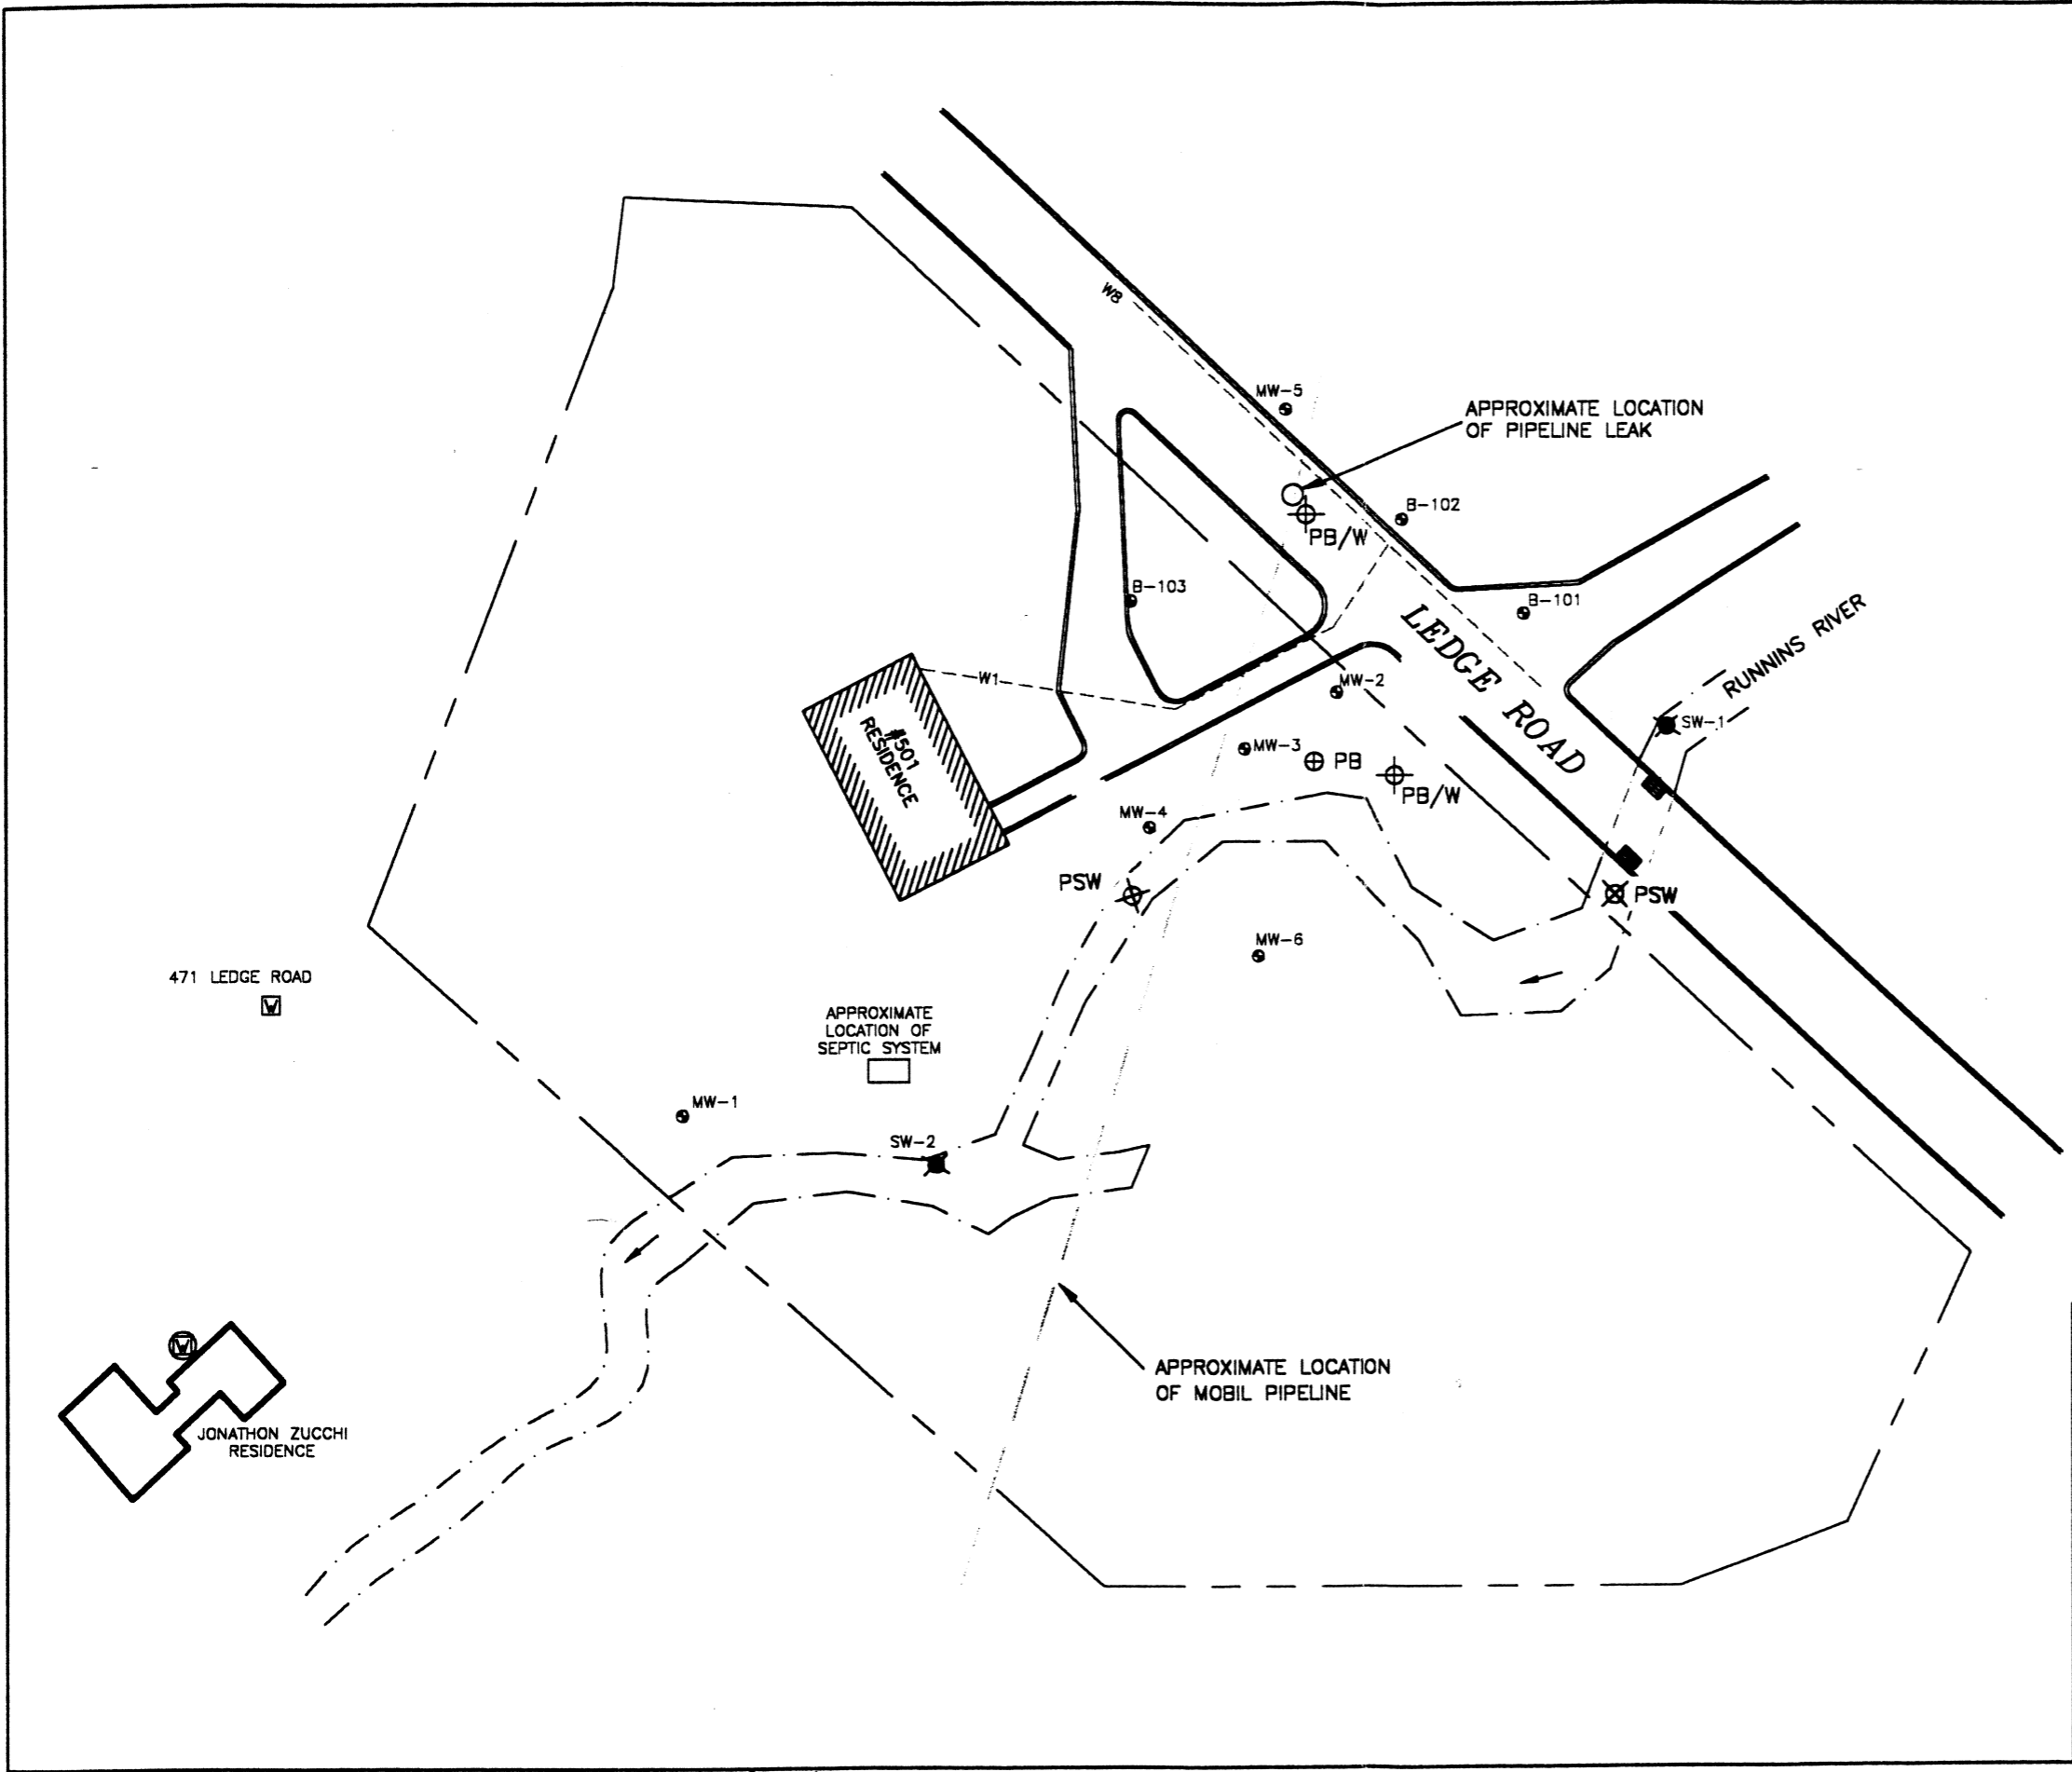 W8
MW-5
APPROXIMATE LOCATION
OF PIPELINE LEAK
B-102
PB/W
B-103
B-101
LEDGE ROAD
RUNNINS RIVER
W1
MW-2
SW-1
#501
RESIDENCE
MW-3
PB
PB/W
MW-4
PSW
PSW
MW-6
471 LEDGE ROAD
W
APPROXIMATE
LOCATION OF
SEPTIC SYSTEM
MW-1
SW-2
W
APPROXIMATE LOCATION
OF MOBIL PIPELINE
JONATHON ZUCCHI
RESIDENCE